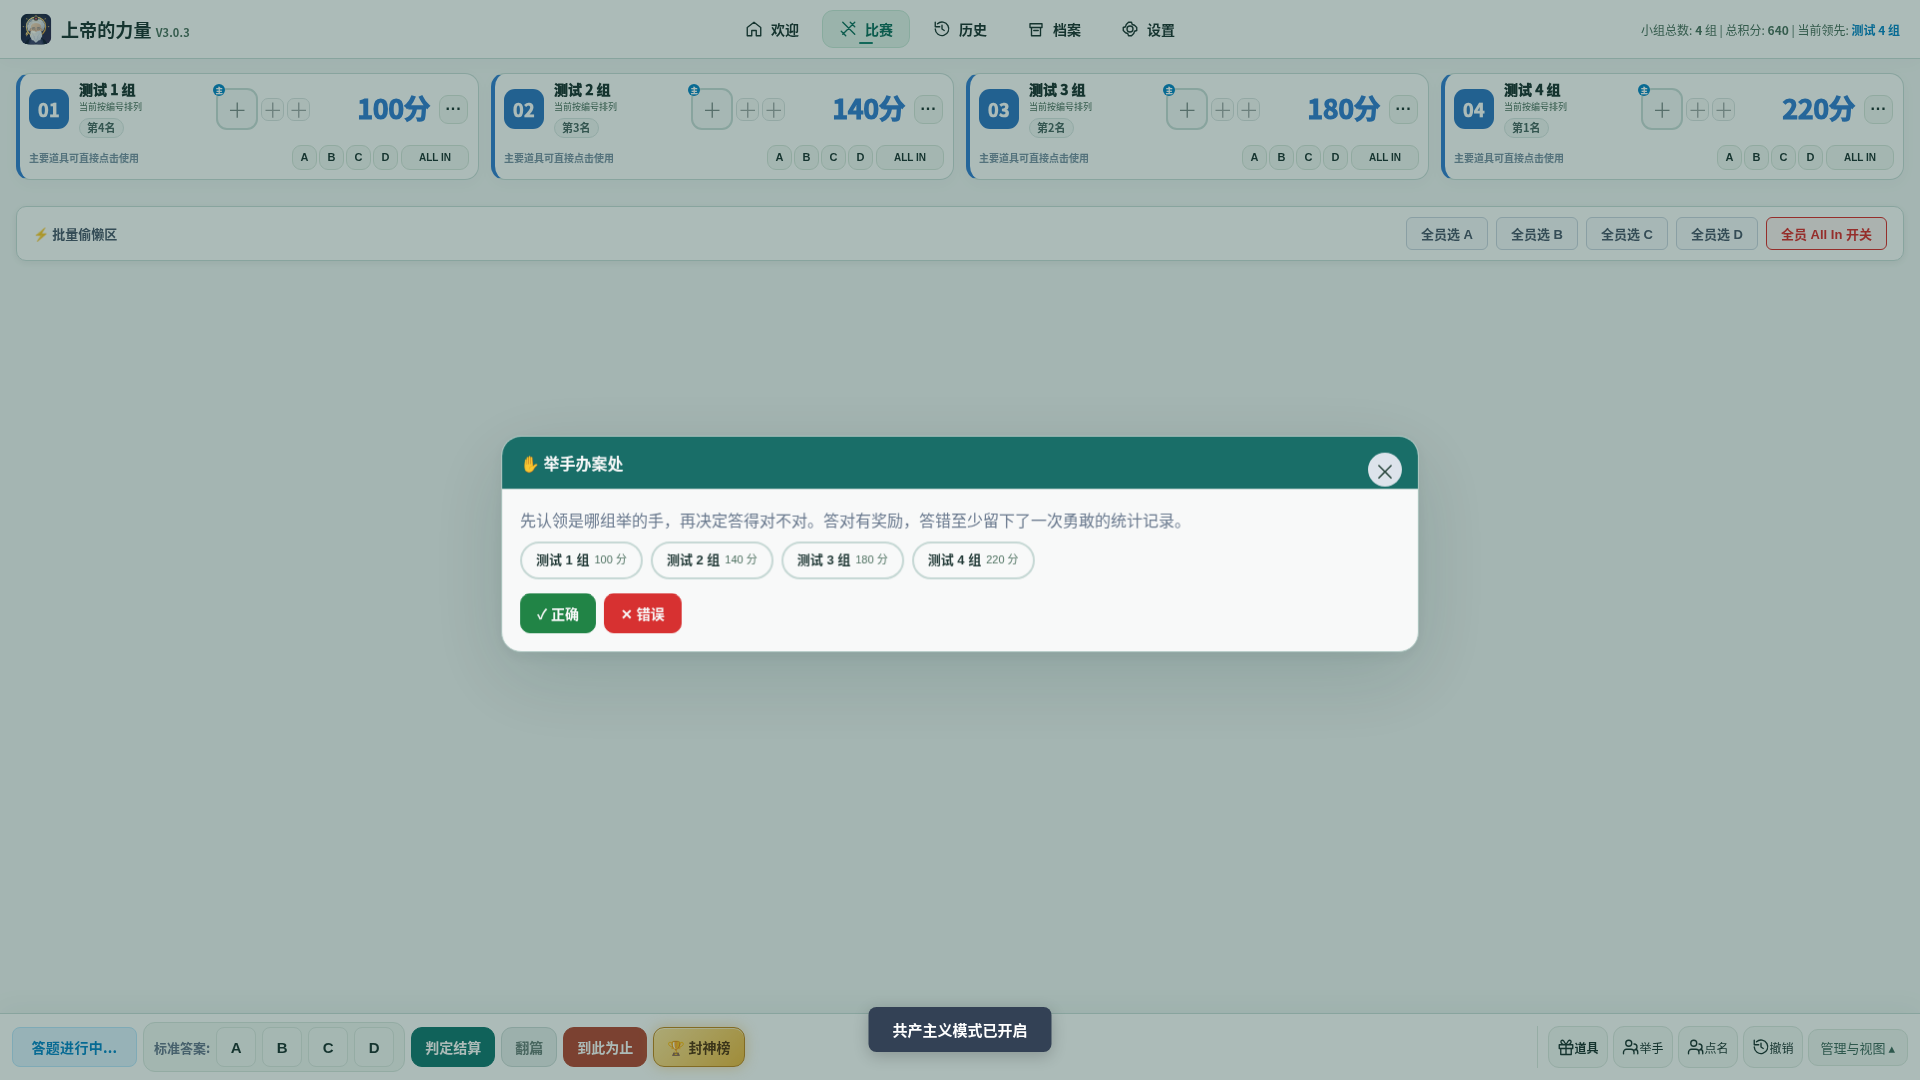 上帝的力量 V3.0.3
欢迎
比赛
历史
档案
设置
小组总数: 4 组 | 总积分: 640 | 当前领先: 测试 4 组
01
测试 1 组
当前按编号排列
第4名
主
100分
···
主要道具可直接点击使用
A B C D ALL IN
02
测试 2 组
当前按编号排列
第3名
主
140分
···
主要道具可直接点击使用
A B C D ALL IN
03
测试 3 组
当前按编号排列
第2名
主
180分
···
主要道具可直接点击使用
A B C D ALL IN
04
测试 4 组
当前按编号排列
第1名
主
220分
···
主要道具可直接点击使用
A B C D ALL IN
⚡ 批量偷懒区
全员选 A
全员选 B
全员选 C
全员选 D
全员 All In 开关
✋ 举手办案处
先认领是哪组举的手，再决定答得对不对。答对有奖励，答错至少留下了一次勇敢的统计记录。
测试 1 组 100 分
测试 2 组 140 分
测试 3 组 180 分
测试 4 组 220 分
✓ 正确
✕ 错误
共产主义模式已开启
答题进行中...
标准答案: A B C D
判定结算
翻篇
到此为止
🏆 封神榜
道具
举手
点名
撤销
管理与视图 ▴